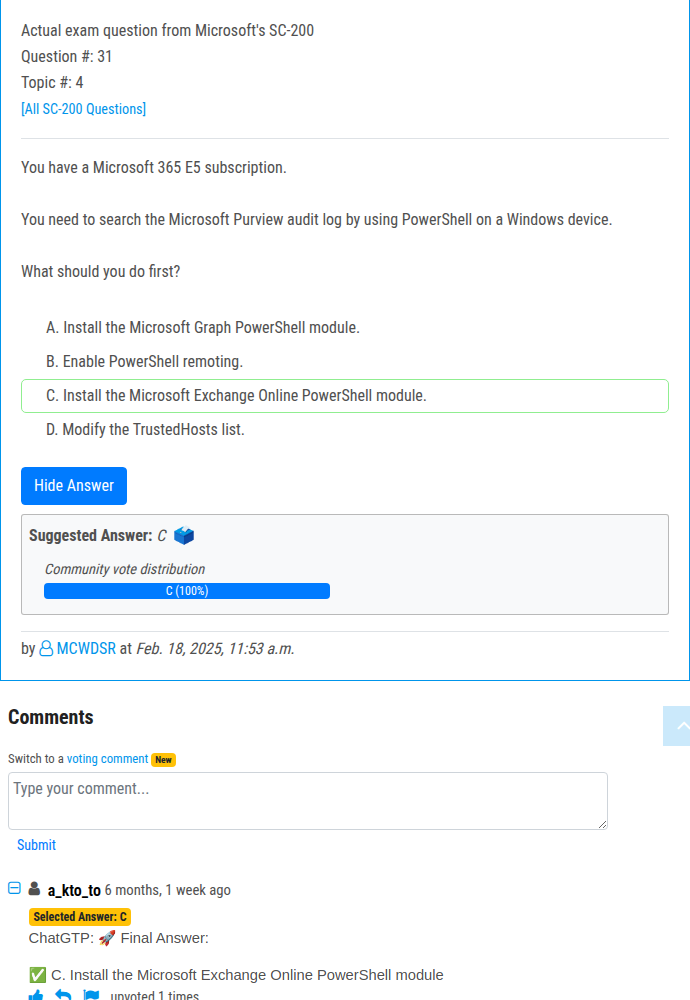 Actual exam question from Microsoft's SC-200
Question #: 31
Topic #: 4
[All SC-200 Questions]
You have a Microsoft 365 E5 subscription.
You need to search the Microsoft Purview audit log by using PowerShell on a Windows device.
What should you do first?
A. Install the Microsoft Graph PowerShell module.
B. Enable PowerShell remoting.
C. Install the Microsoft Exchange Online PowerShell module.
D. Modify the TrustedHosts list.
Hide Answer
Suggested Answer: C 🗳️
Community vote distribution
C (100%)
by MCWDSR at Feb. 18, 2025, 11:53 a.m.
Comments
Switch to a voting comment New
Type your comment...
Submit
a_kto_to 6 months, 1 week ago
Selected Answer: C
ChatGTP: 🚀 Final Answer:
✅ C. Install the Microsoft Exchange Online PowerShell module
upvoted 1 times